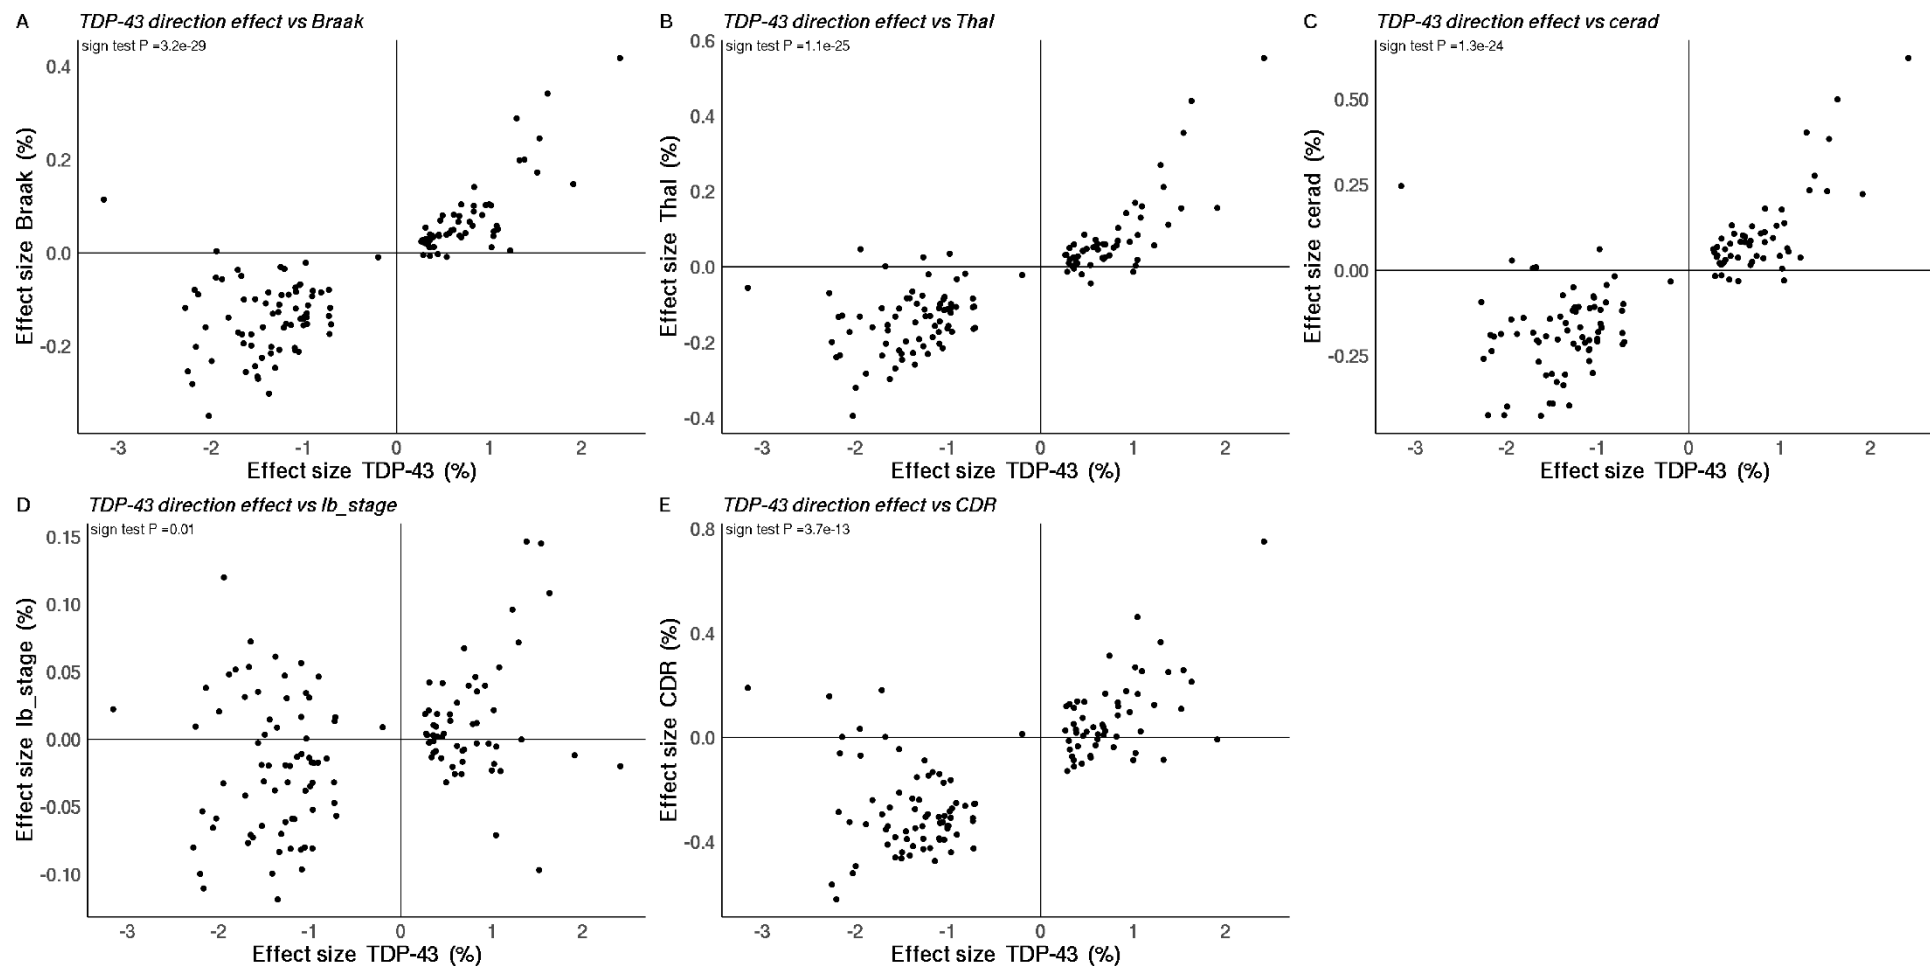 A TDP-43 direction effect vs Braak
sign test P =3.2e-29
0.4
0.2
0.0
-0.2
Effect size Braak (%)
-3 -2 -1 0 1 2
Effect size TDP-43 (%)
B TDP-43 direction effect vs Thal
sign test P =1.1e-25
0.6
0.4
0.2
0.0
-0.2
-0.4
Effect size Thal (%)
-3 -2 -1 0 1 2
Effect size TDP-43 (%)
C TDP-43 direction effect vs cerad
sign test P =1.3e-24
0.50
0.25
0.00
-0.25
Effect size cerad (%)
-3 -2 -1 0 1 2
Effect size TDP-43 (%)
D TDP-43 direction effect vs lb_stage
sign test P =0.01
0.15
0.10
0.05
0.00
-0.05
-0.10
Effect size lb_stage (%)
-3 -2 -1 0 1 2
Effect size TDP-43 (%)
E TDP-43 direction effect vs CDR
sign test P =3.7e-13
0.8
0.4
0.0
-0.4
Effect size CDR (%)
-3 -2 -1 0 1 2
Effect size TDP-43 (%)